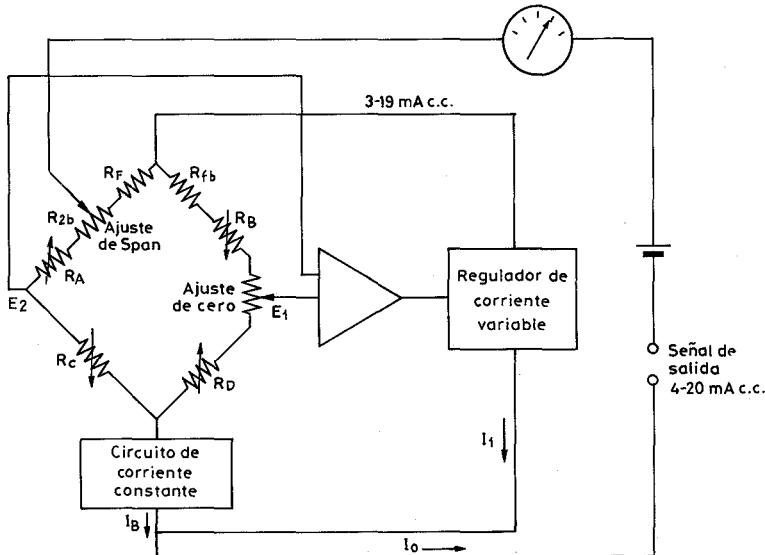 3-19 mA c.c.
R_F
R_fb
R_2b
Ajuste
de Span
R_B
R_A
E_2
Ajuste
de cero
E_1
Regulador de
corriente
variable
Señal de
salida
4-20 mA c.c.
R_C
R_D
Circuito de
corriente
constante
I_1
I_B
I_o